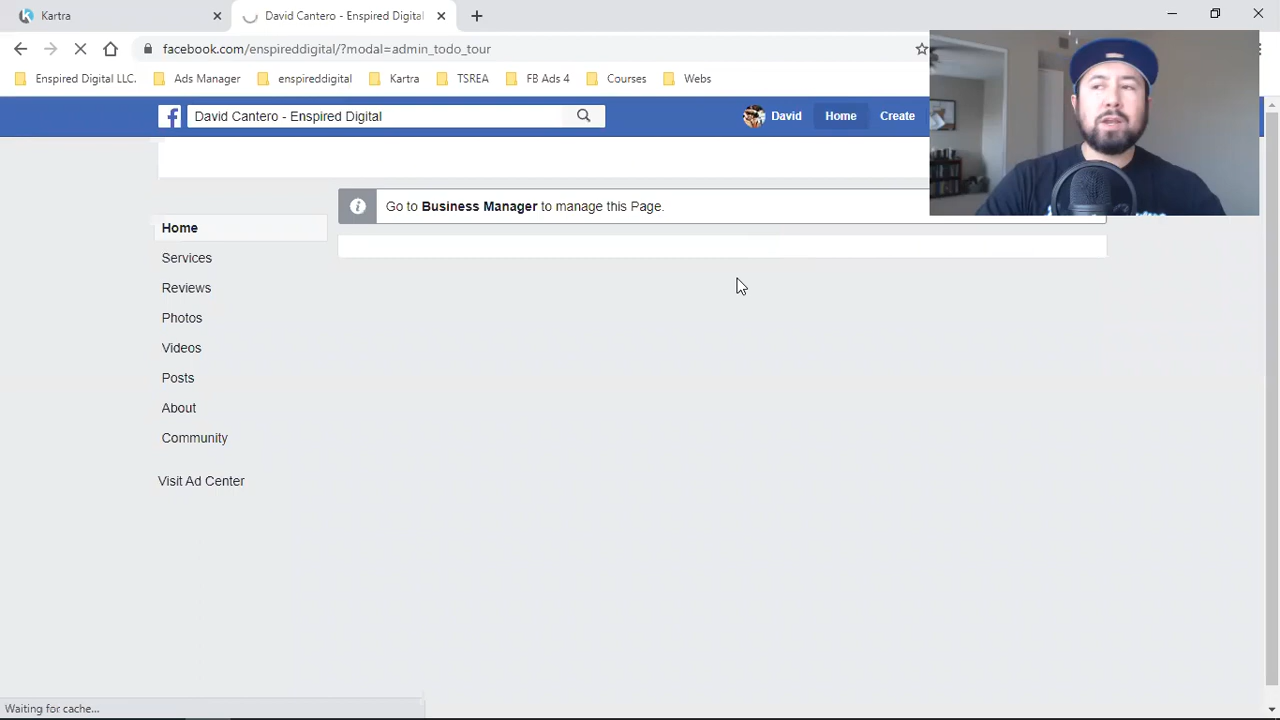 Kartra
David Cantero - Enspired Digital
facebook.com/enspireddigital/?modal=admin_todo_tour
Enspired Digital LLC. Ads Manager enspireddigital Kartra TSREA FB Ads 4 Courses Webs
David Cantero - Enspired Digital David Home Create
Go to Business Manager to manage this Page.
Home
Services
Reviews
Photos
Videos
Posts
About
Community
Visit Ad Center
Waiting for cache...